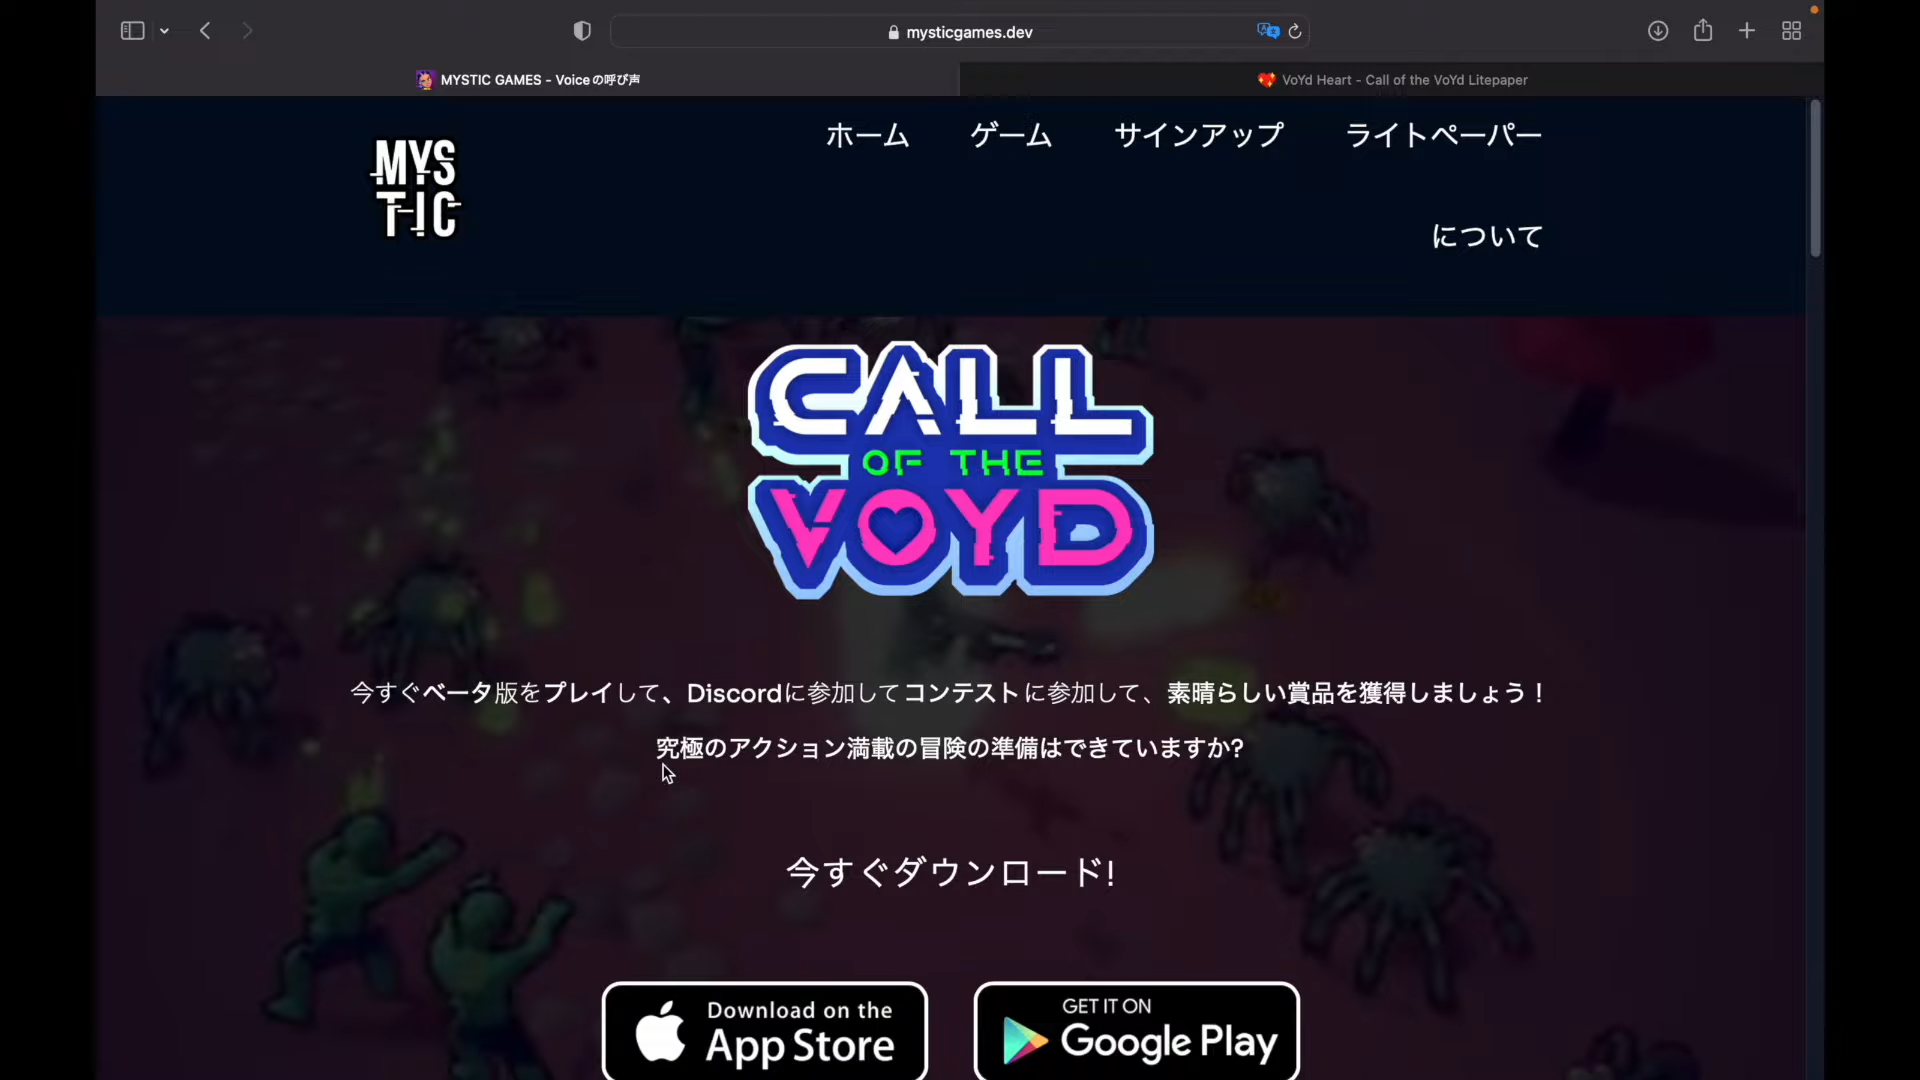 mysticgames.dev
MYSTIC GAMES - Voiceの呼び声
VoYd Heart - Call of the VoYd Litepaper
MYS
TIC
ホーム ゲーム サインアップ ライトペーパー
について
CALL
OF THE
VOYD
今すぐベータ版をプレイして、Discordに参加してコンテストに参加して、素晴らしい賞品を獲得しましょう！
究極のアクション満載の冒険の準備はできていますか?
今すぐダウンロード!
Download on the
App Store
GET IT ON
Google Play